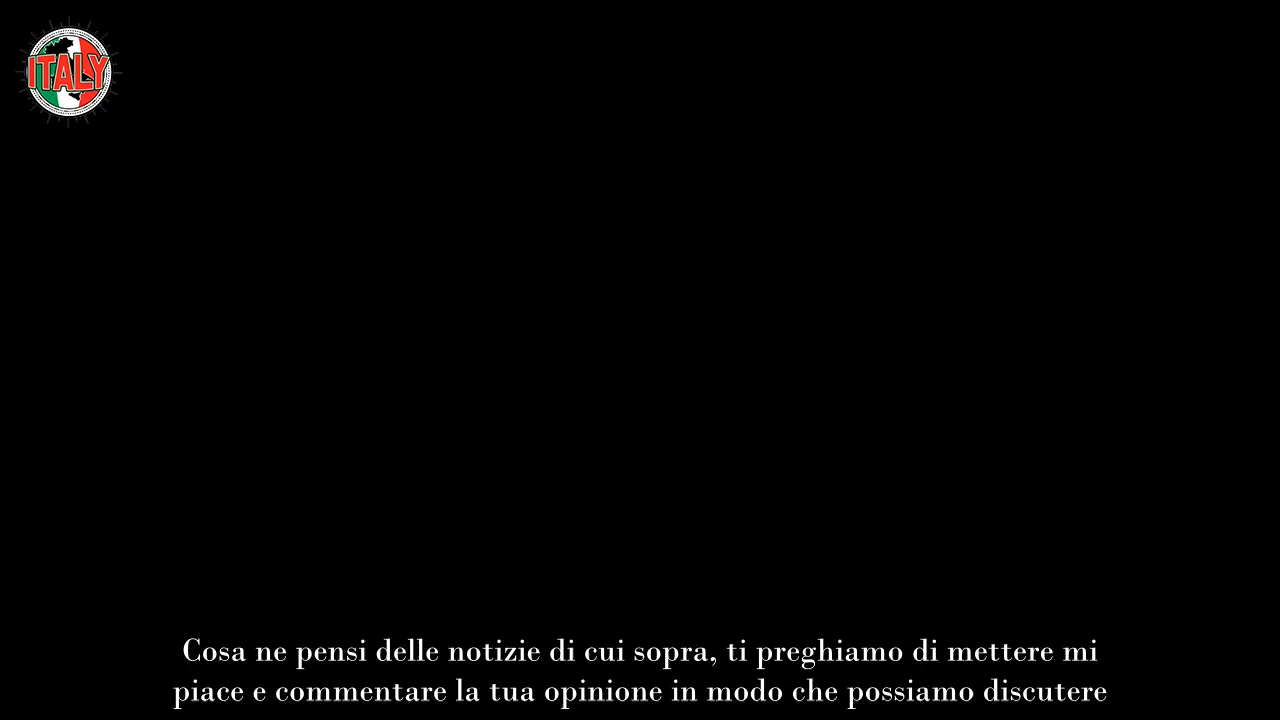 ITALY
Cosa ne pensi delle notizie di cui sopra, ti preghiamo di mettere mi
piace e commentare la tua opinione in modo che possiamo discutere